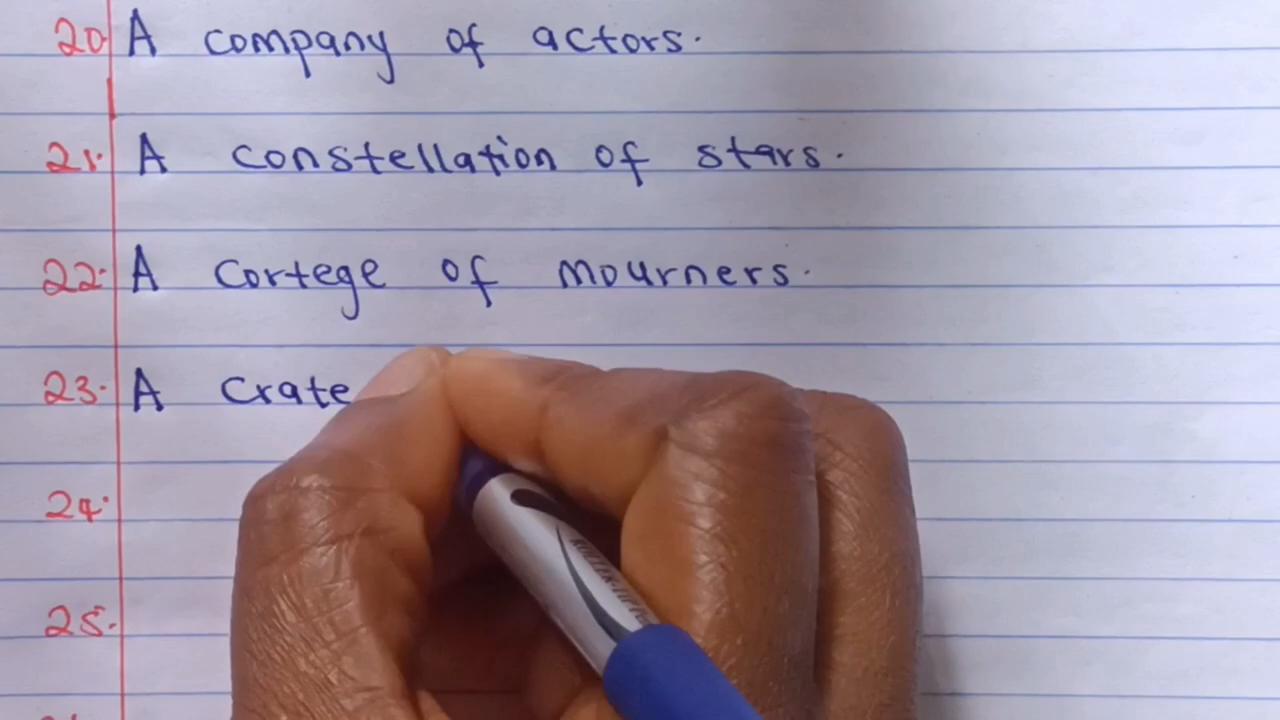 20. A company of actors.
21. A constellation of stars.
22. A cortege of mourners.
23. A crate
24.
25.